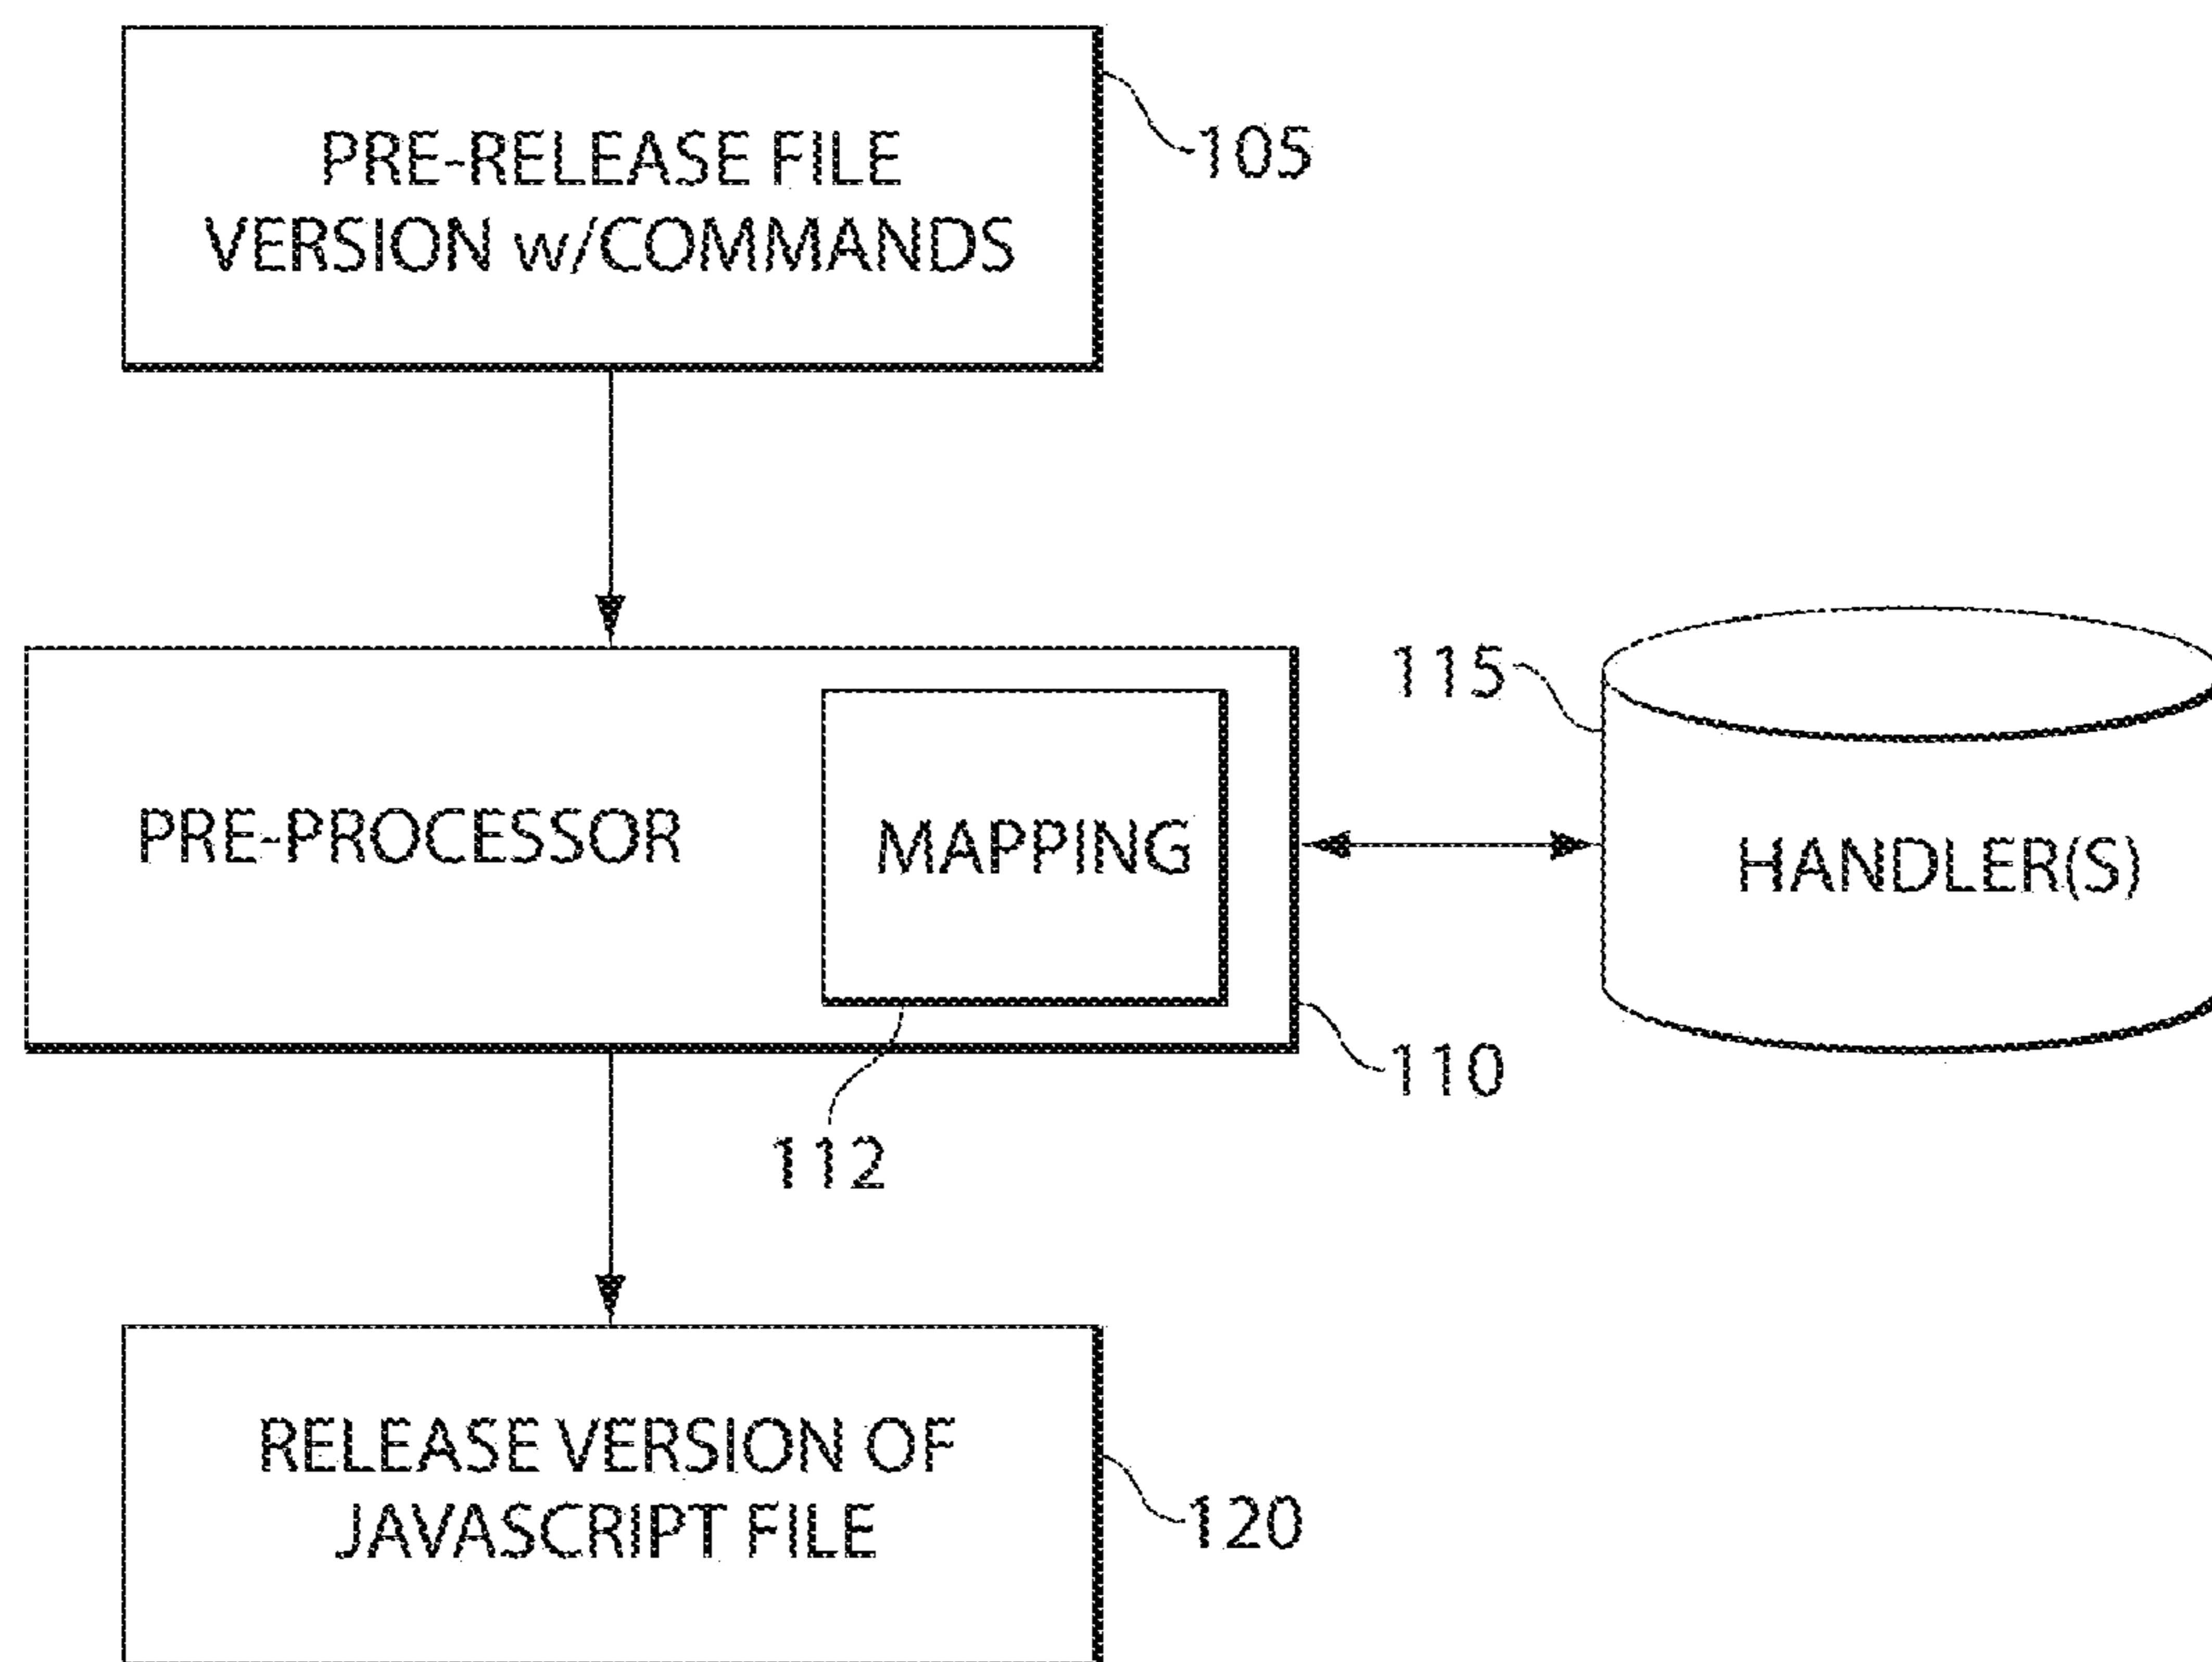 PRE-RELEASE FILE
VERSION w/COMMANDS
105
PRE-PROCESSOR
MAPPING
115
HANDLER(S)
110
112
RELEASE VERSION OF
JAVASCRIPT FILE
120